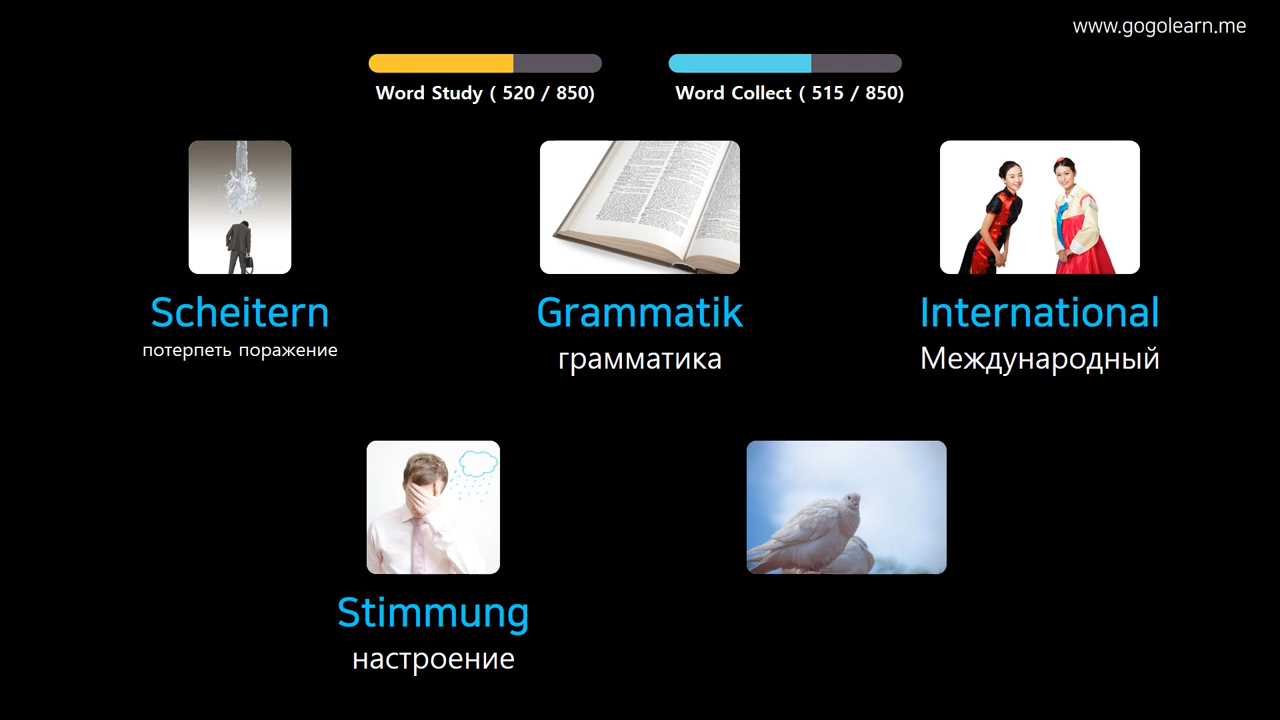 www.gogolearn.me
Word Study ( 520 / 850)
Word Collect ( 515 / 850)
Scheitern
потерпеть поражение
Grammatik
грамматика
International
Международный
Stimmung
настроение